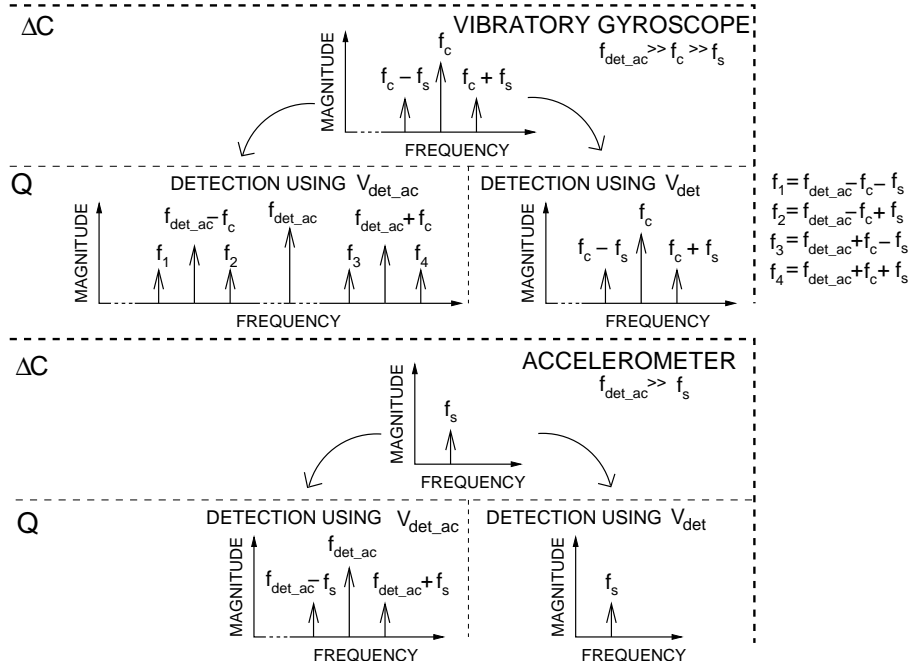 ΔC
VIBRATORY GYROSCOPE
f_det_ac >> f_c >> f_s
MAGNITUDE
f_c
f_c – f_s
f_c + f_s
FREQUENCY
Q
DETECTION USING V_det_ac
MAGNITUDE
f_1
f_det_ac – f_c
f_2
f_det_ac
f_3
f_det_ac + f_c
f_4
FREQUENCY
DETECTION USING V_det
MAGNITUDE
f_c
f_c – f_s
f_c + f_s
FREQUENCY
f_1 = f_det_ac – f_c – f_s
f_2 = f_det_ac – f_c + f_s
f_3 = f_det_ac + f_c – f_s
f_4 = f_det_ac + f_c + f_s
ΔC
ACCELEROMETER
f_det_ac >> f_s
MAGNITUDE
f_s
FREQUENCY
Q
DETECTION USING V_det_ac
MAGNITUDE
f_det_ac
f_det_ac – f_s
f_det_ac + f_s
FREQUENCY
DETECTION USING V_det
MAGNITUDE
f_s
FREQUENCY